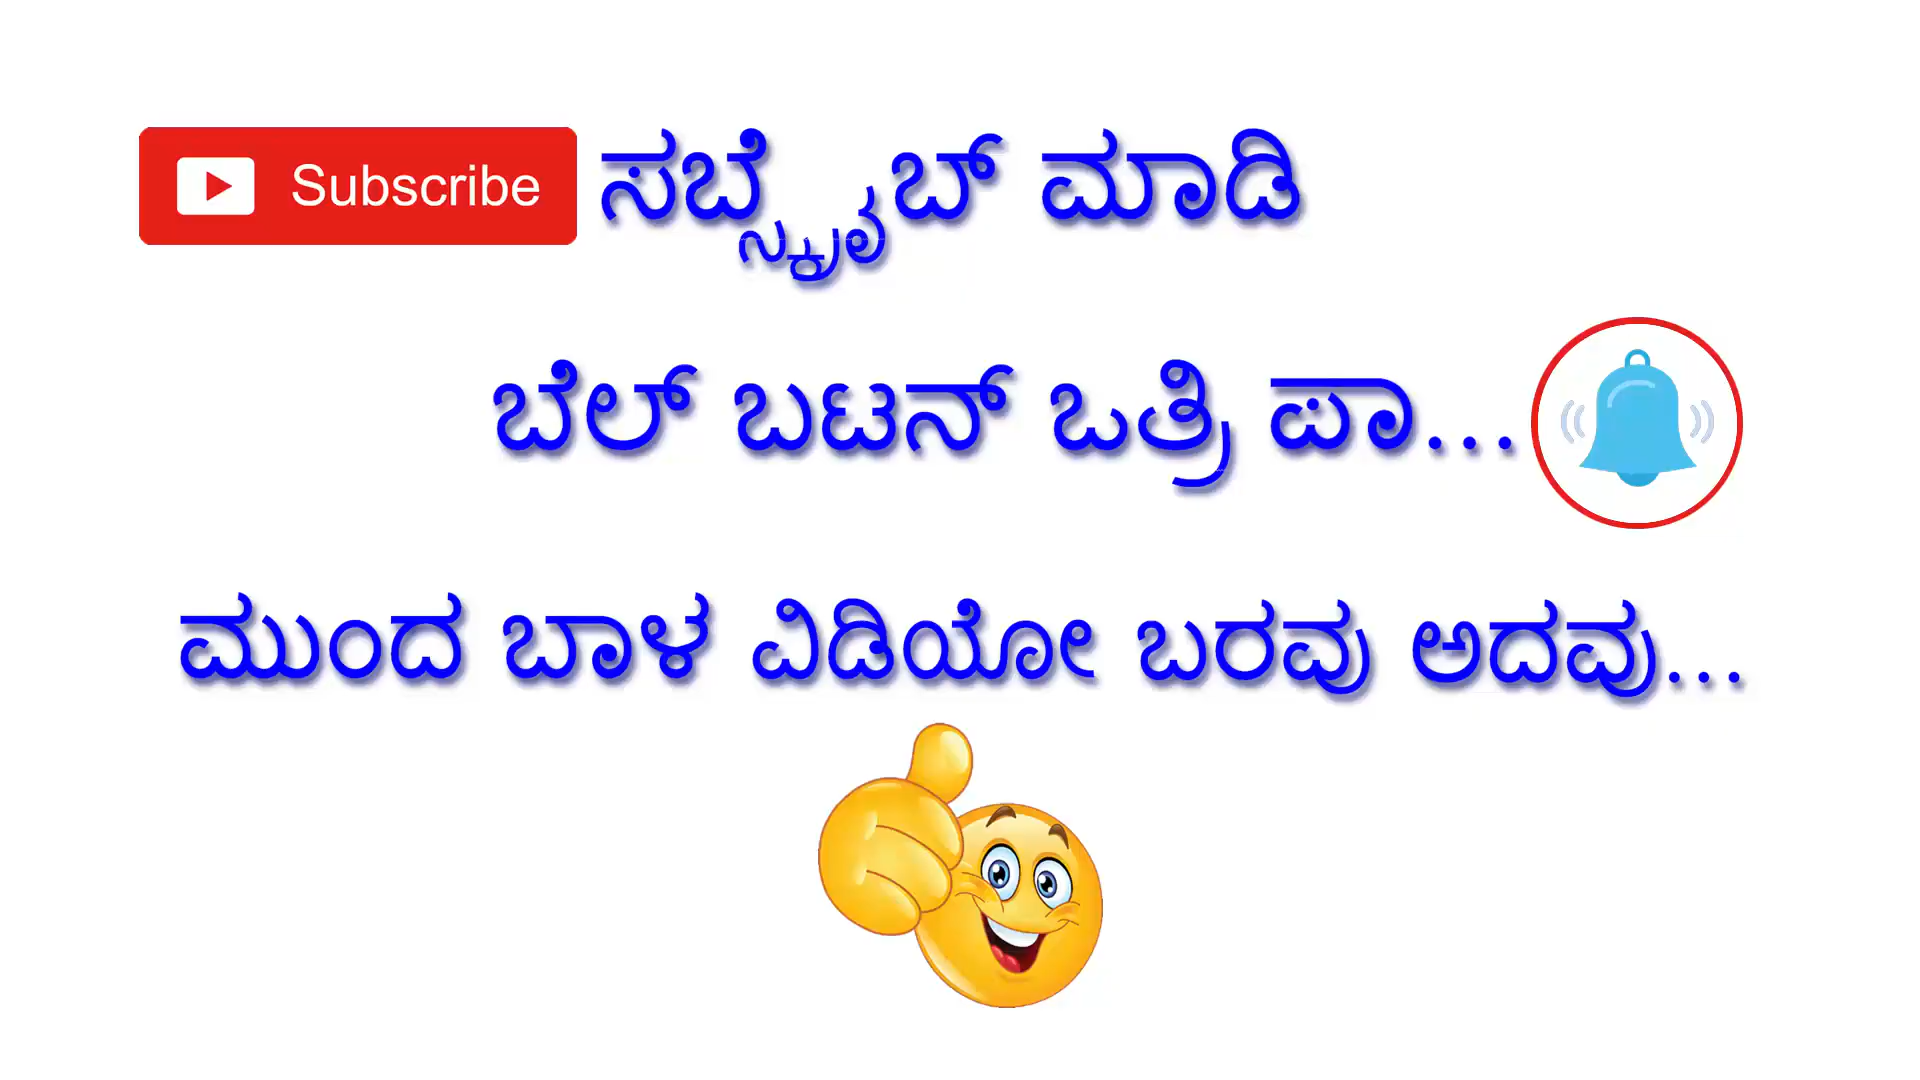 Subscribe ಸಬ್ಸ್ಕ್ರೈಬ್ ಮಾಡಿ
ಬೆಲ್ ಬಟನ್ ಒತ್ರಿ ಪಾ...
ಮುಂದ ಬಾಳ ವಿಡಿಯೋ ಬರವು ಅದವು...